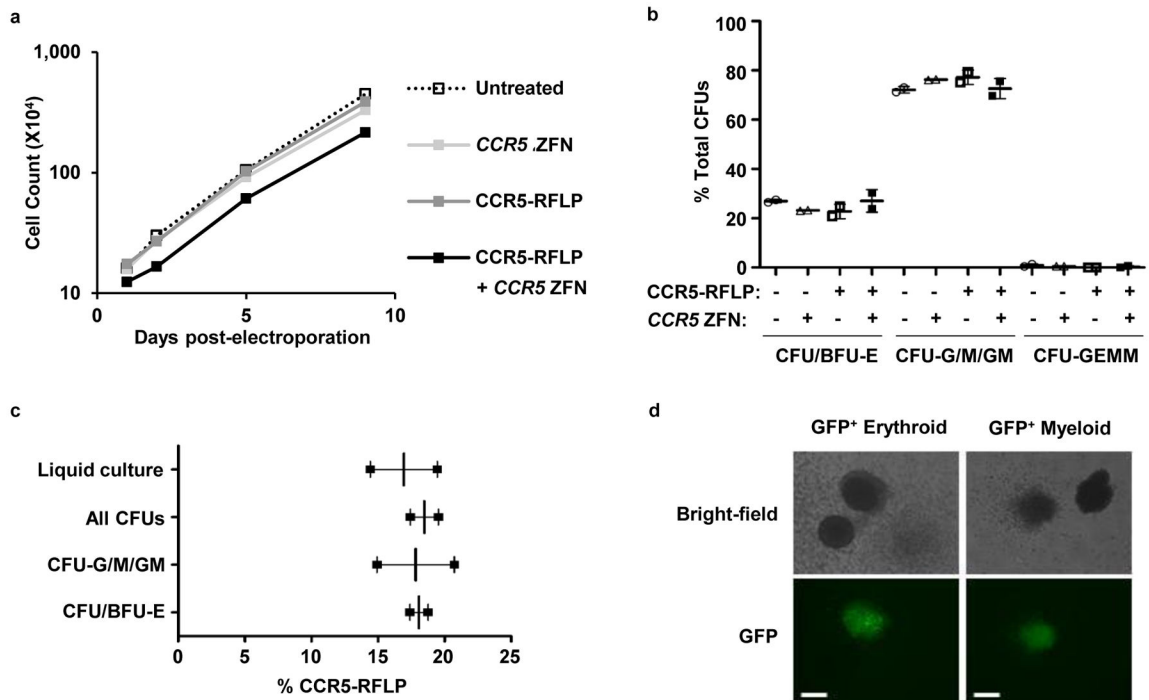 a
1,000
100
10
Cell Count (X10⁴)
0
5
10
Days post-electroporation
Untreated
CCR5 ZFN
CCR5-RFLP
CCR5-RFLP
+ CCR5 ZFN
b
100
80
60
40
20
0
% Total CFUs
CCR5-RFLP: - - + + - - + + - - + +
CCR5 ZFN: - + - + - + - + - + - +
CFU/BFU-E CFU-G/M/GM CFU-GEMM
c
Liquid culture
All CFUs
CFU-G/M/GM
CFU/BFU-E
0 5 10 15 20 25
% CCR5-RFLP
d
GFP⁺ Erythroid GFP⁺ Myeloid
Bright-field
GFP